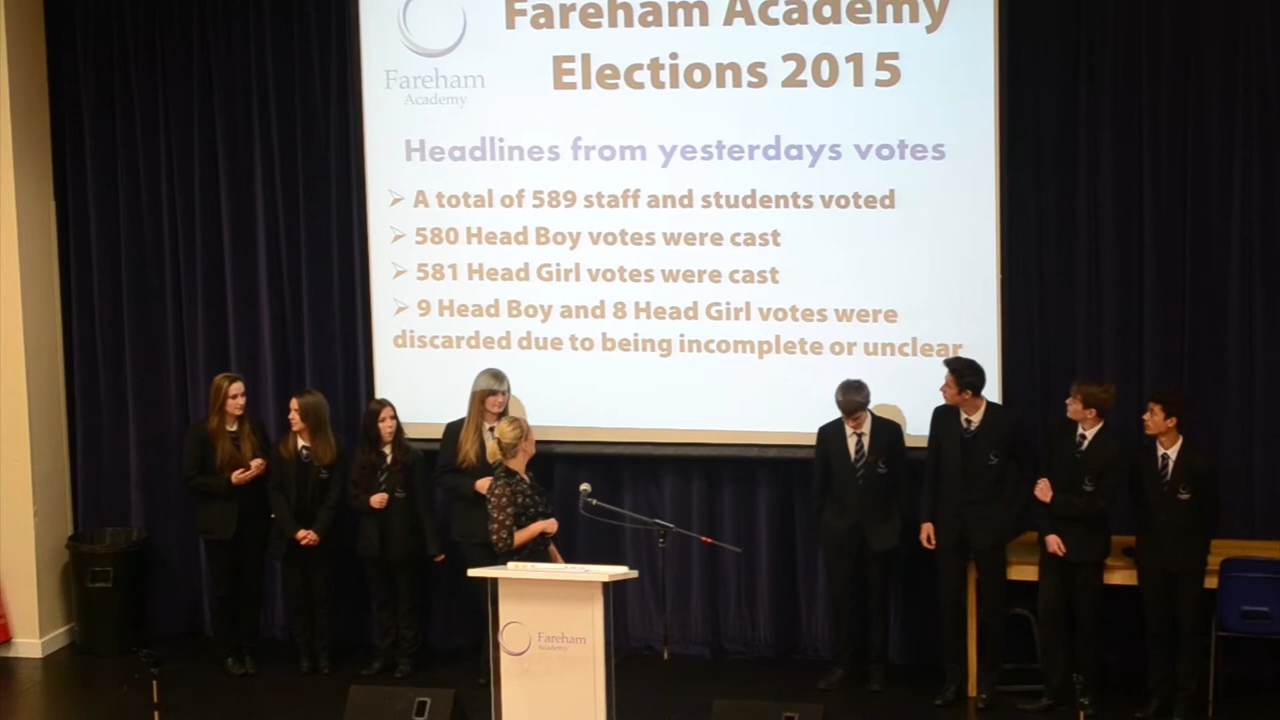 Fareham Academy
Elections 2015
Fareham
Academy
Headlines from yesterdays votes
➢ A total of 589 staff and students voted
➢ 580 Head Boy votes were cast
➢ 581 Head Girl votes were cast
➢ 9 Head Boy and 8 Head Girl votes were
discarded due to being incomplete or unclear
Fareham
Academy